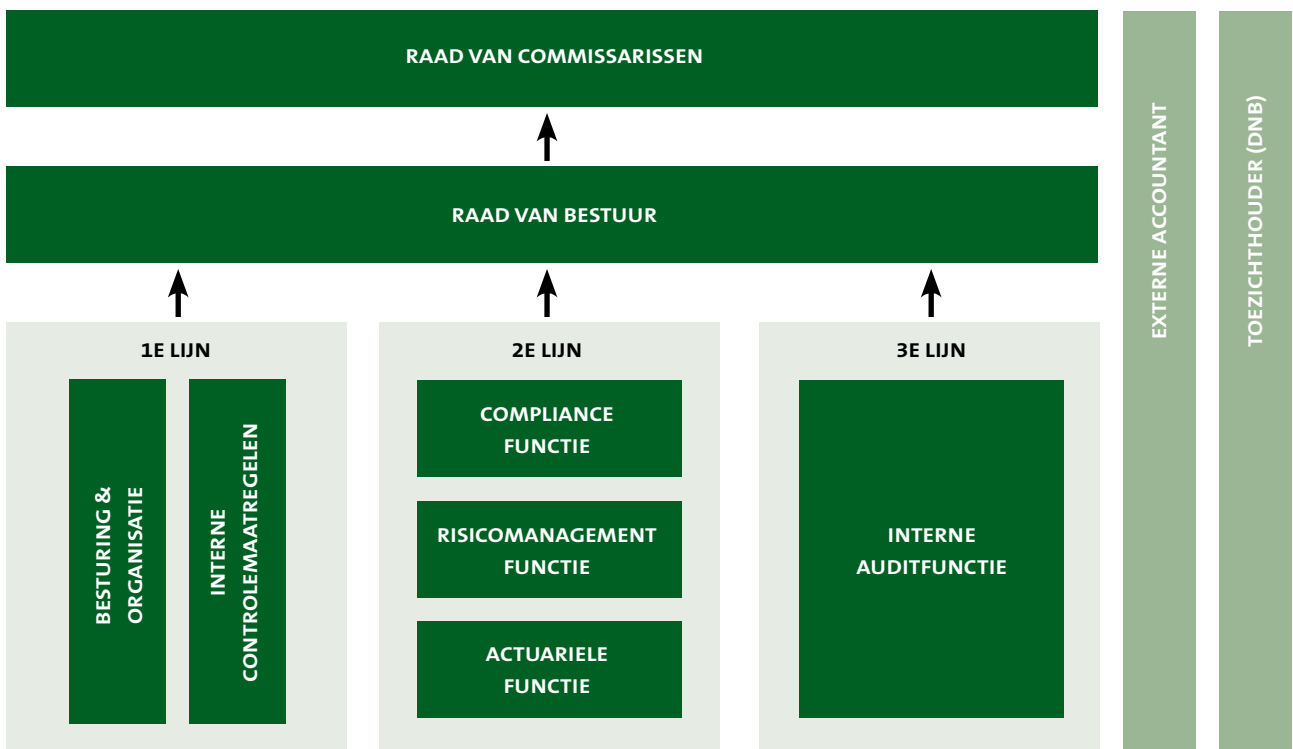 RAAD VAN COMMISSARISSEN
RAAD VAN BESTUUR
1E LIJN
BESTURING &
ORGANISATIE
INTERNE
CONTROLEMAATREGELEN
2E LIJN
COMPLIANCE
FUNCTIE
RISICOMANAGEMENT
FUNCTIE
ACTUARIELE
FUNCTIE
3E LIJN
INTERNE
AUDITFUNCTIE
EXTERNE ACCOUNTANT
TOEZICHTHOUDER (DNB)